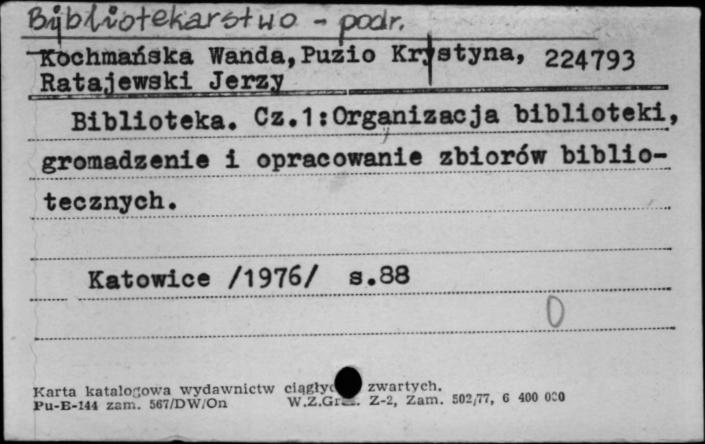 Bibliotekarstwo - podr.
Kochmańska Wanda, Puzio Krystyna, 224793
Ratajewski Jerzy
Biblioteka. Cz.1:Organizacja biblioteki,
gromadzenie i opracowanie zbiorów biblio-
tecznych.
Katowice /1976/ s.88
0
Karta katalogowa wydawnictw zwartych.
Pu-E-144 zam. 567/DW/On W.Z.Graf. Z-2, Zam. 502/77, 6 400 000